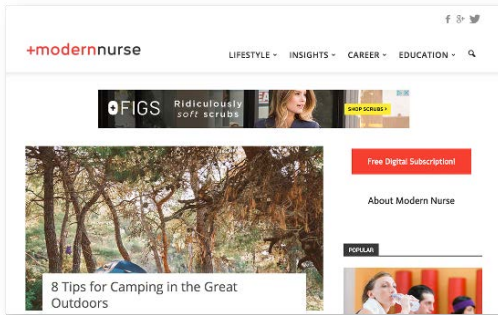 +modernnurse
LIFESTYLE
INSIGHTS
CAREER
EDUCATION
FIGS
Ridiculously
soft scrubs
SHOP SCRUBS >
Free Digital Subscription!
About Modern Nurse
POPULAR
8 Tips for Camping in the Great
Outdoors